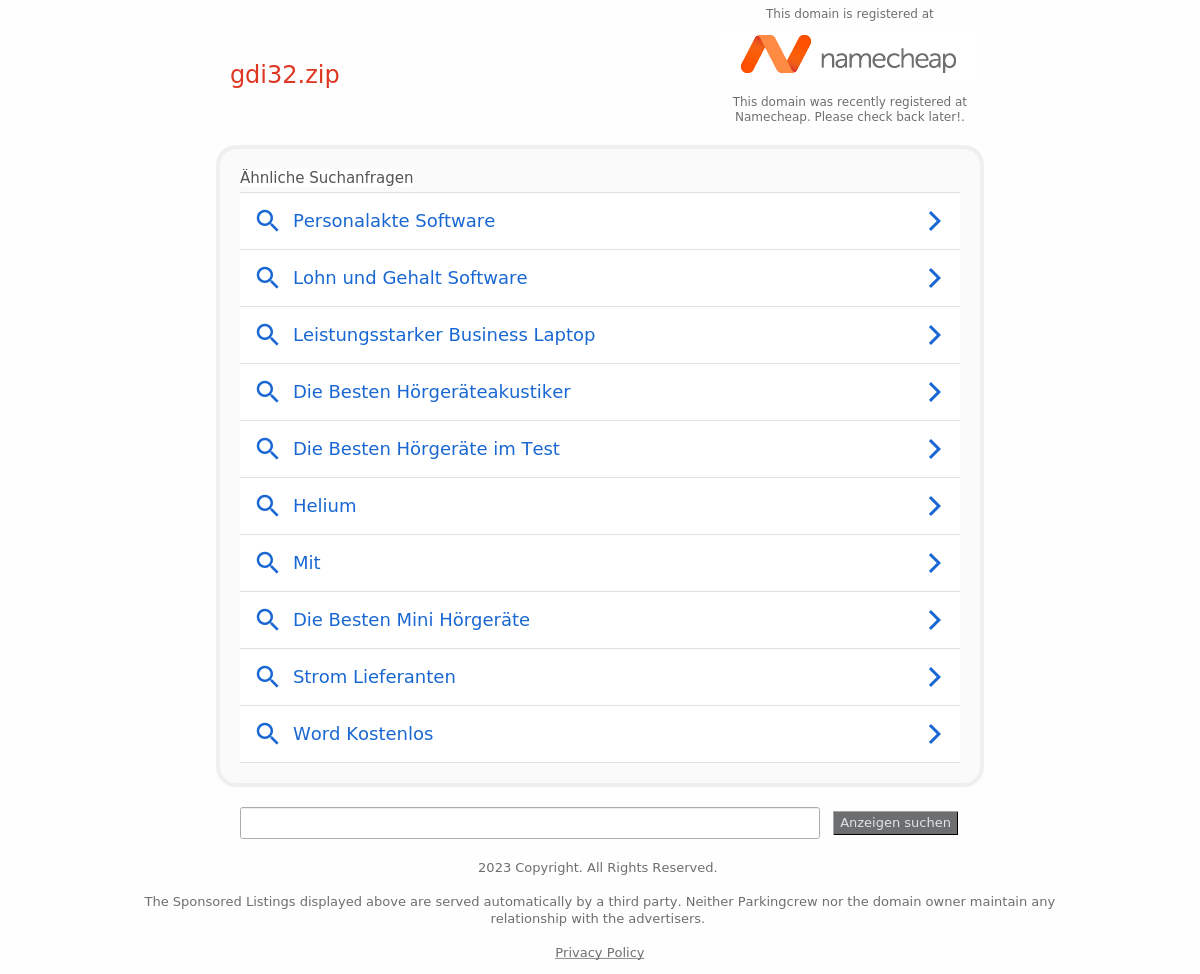 This domain is registered at
namecheap
gdi32.zip
This domain was recently registered at
Namecheap. Please check back later!.
Ähnliche Suchanfragen
Personalakte Software
Lohn und Gehalt Software
Leistungsstarker Business Laptop
Die Besten Hörgeräteakustiker
Die Besten Hörgeräte im Test
Helium
Mit
Die Besten Mini Hörgeräte
Strom Lieferanten
Word Kostenlos
Anzeigen suchen
2023 Copyright. All Rights Reserved.
The Sponsored Listings displayed above are served automatically by a third party. Neither Parkingcrew nor the domain owner maintain any
relationship with the advertisers.
Privacy Policy